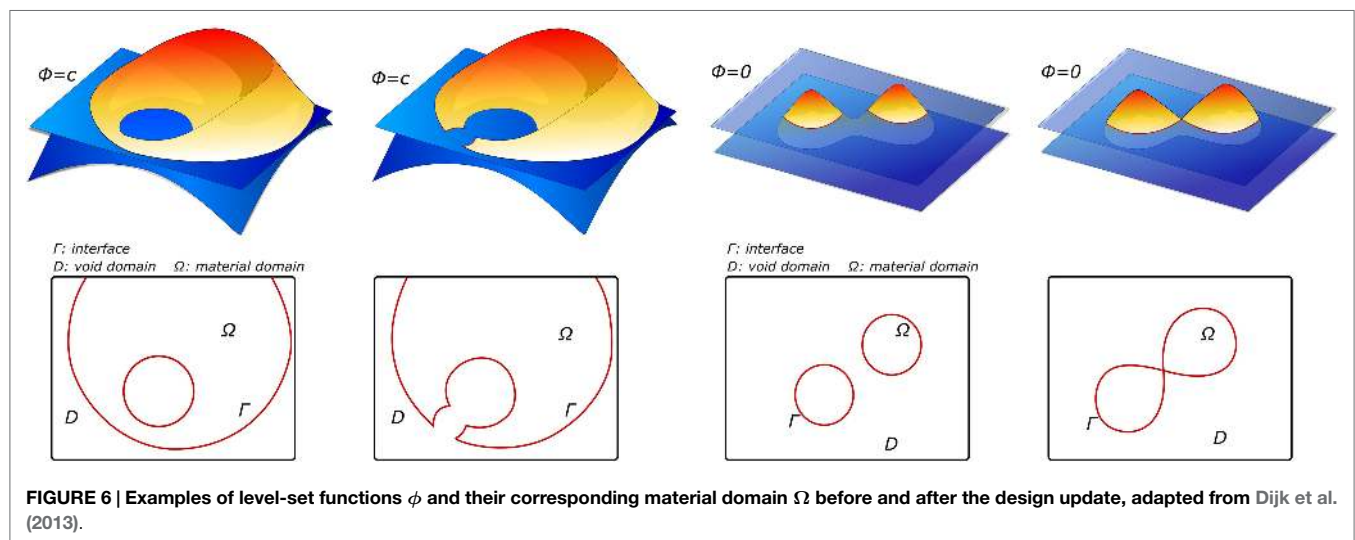 Φ=c
Φ=c
Φ=0
Φ=0
Γ: interface
D: void domain Ω: material domain
Γ: interface
D: void domain Ω: material domain
Ω
D
Γ
Ω
D
Γ
Ω
Γ
D
Ω
Γ
D
FIGURE 6 | Examples of level-set functions ϕ and their corresponding material domain Ω before and after the design update, adapted from Dijk et al.
(2013).